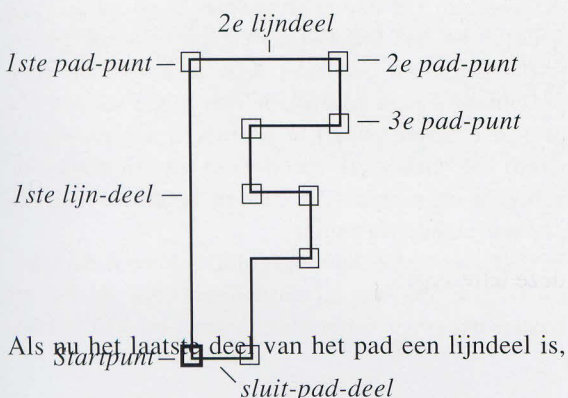 2e lijndeel
1ste pad-punt
2e pad-punt
3e pad-punt
1ste lijn-deel
Als nu het laatste deel van het pad een lijndeel is,
Startpunt
sluit-pad-deel